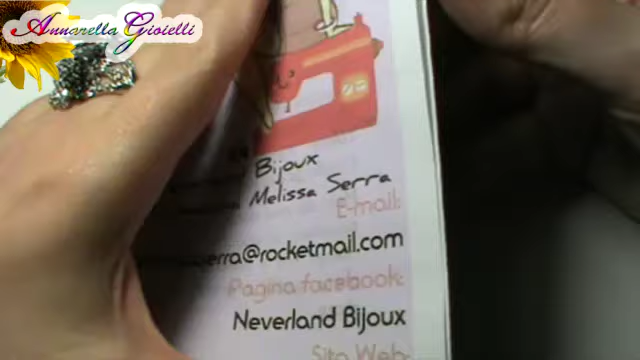 Annarella Gioielli
Bijoux
Melissa Serra
E-mail:
erra@rocketmail.com
Pagina facebook:
Neverland Bijoux
Sito Web: